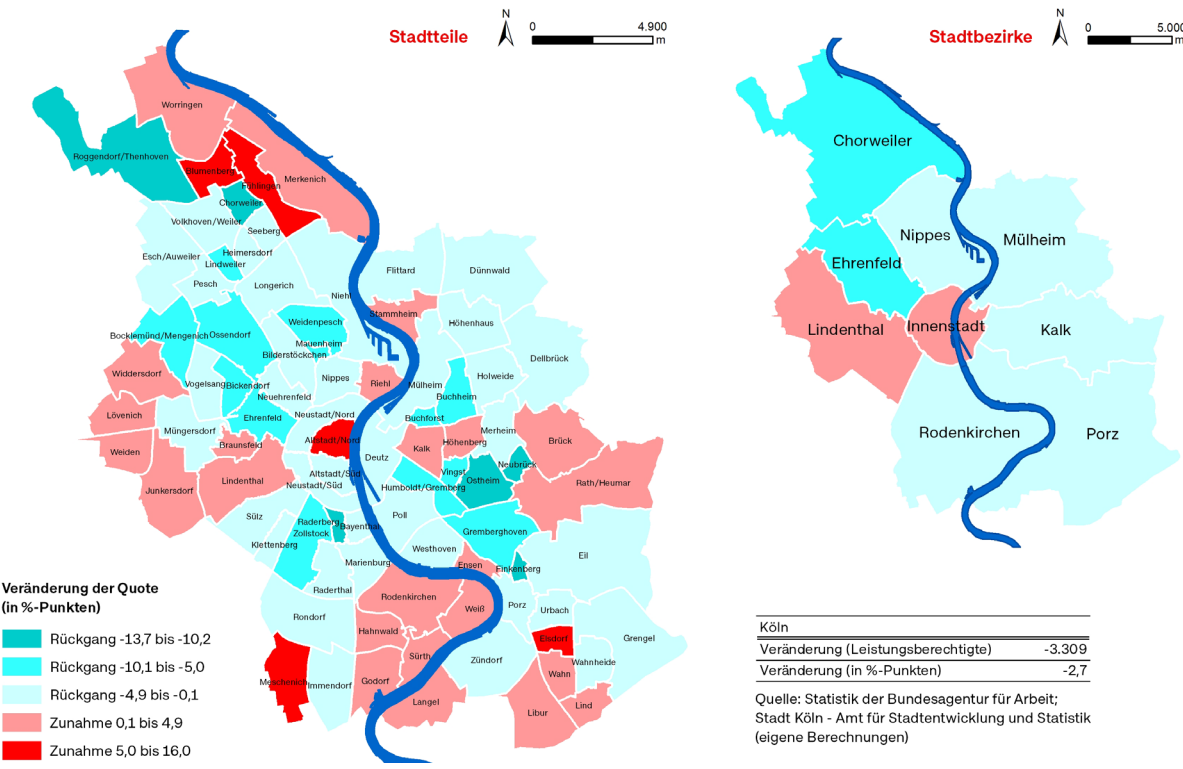 Stadtteile
N
0 4.900
m
Stadtbezirke
N
0 5.000
m
Worringen
Roggendorf/Thenhoven
Blumenberg
Fühlingen
Merkenich
Chorweiler
Volkhoven/Weiler
Seeberg
Heimersdorf
Esch/Auweiler
Lindweiler
Pesch
Longerich
Niehl
Flittard
Dünnwald
Stammheim
Höhenhaus
Weidenpesch
Bocklemünd/Mengenich
Ossendorf
Mauenheim
Bilderstöckchen
Dellbrück
Widdersdorf
Vogelsang
Bickendorf
Nippes
Riehl
Mülheim
Holweide
Neuehrenfeld
Buchheim
Lövenich
Ehrenfeld
Neustadt/Nord
Buchforst
Müngersdorf
Merheim
Altstadt/Nord
Höhenberg
Brück
Weiden
Braunsfeld
Kalk
Deutz
Neubrück
Junkersdorf
Lindenthal
Altstadt/Süd
Neustadt/Süd
Vingst
Ostheim
Humboldt/Gremberg
Rath/Heumar
Sülz
Raderberg
Zollstock
Bayenthal
Poll
Klettenberg
Gremberghoven
Westhoven
Eil
Marienburg
Ensen
Finkenberg
Raderthal
Rodenkirchen
Weiß
Porz
Urbach
Rondorf
Hahnwald
Elsdorf
Grengel
Sürth
Zündorf
Wahnheide
Meschenich
Immendorf
Godorf
Wahn
Langel
Libur
Lind
Chorweiler
Nippes
Mülheim
Ehrenfeld
Lindenthal
Innenstadt
Kalk
Rodenkirchen
Porz
Veränderung der Quote
(in %-Punkten)
Rückgang -13,7 bis -10,2
Rückgang -10,1 bis -5,0
Rückgang -4,9 bis -0,1
Zunahme 0,1 bis 4,9
Zunahme 5,0 bis 16,0
Köln
Veränderung (Leistungsberechtigte) -3.309
Veränderung (in %-Punkten) -2,7
Quelle: Statistik der Bundesagentur für Arbeit;
Stadt Köln - Amt für Stadtentwicklung und Statistik
(eigene Berechnungen)